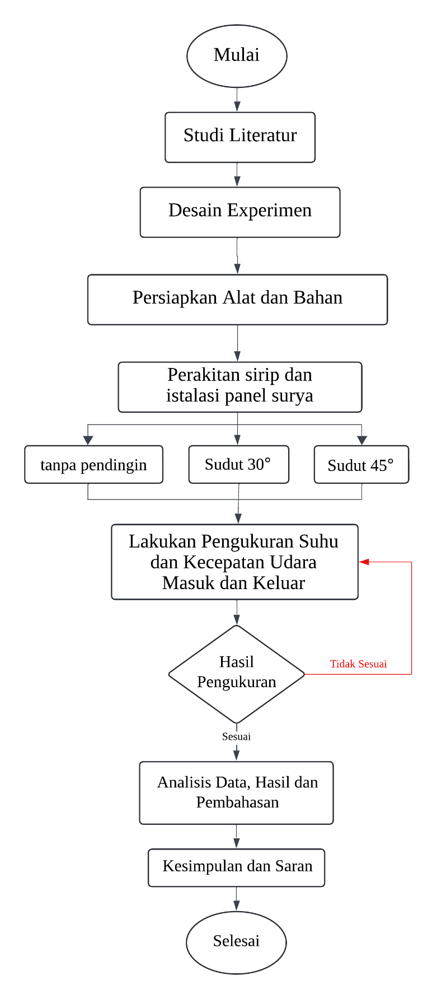 Mulai
Studi Literatur
Desain Experimen
Persiapkan Alat dan Bahan
Perakitan sirip dan
istalasi panel surya
tanpa pendingin
Sudut 30°
Sudut 45°
Lakukan Pengukuran Suhu
dan Kecepatan Udara
Masuk dan Keluar
Hasil
Pengukuran
Tidak Sesuai
Sesuai
Analisis Data, Hasil dan
Pembahasan
Kesimpulan dan Saran
Selesai